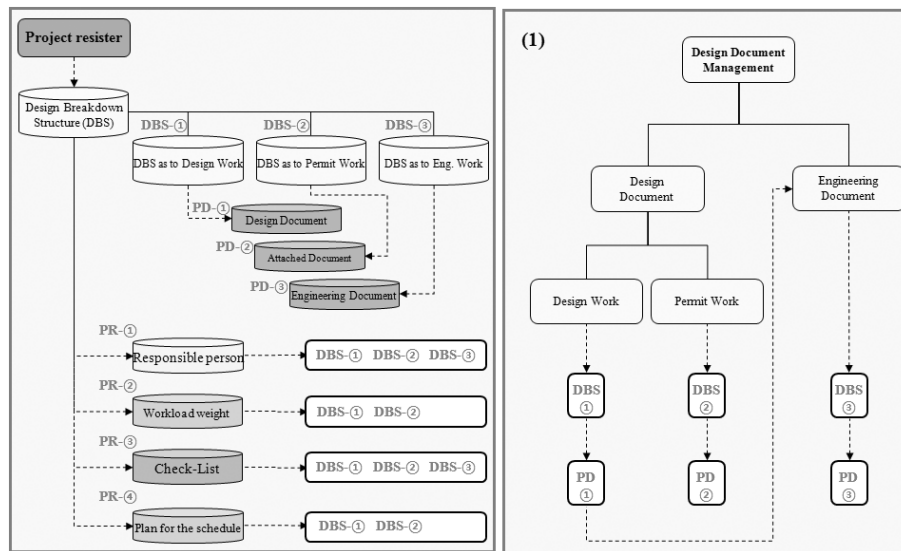 Project resister
Design Breakdown
Structure (DBS)
DBS-① DBS-② DBS-③
DBS as to Design Work
DBS as to Permit Work
DBS as to Eng. Work
PD-①
Design Document
PD-②
Attached Document
PD-③
Engineering Document
PR-①
Responsible person
DBS-① DBS-② DBS-③
PR-②
Workload weight
DBS-① DBS-②
PR-③
Check-List
DBS-① DBS-② DBS-③
PR-④
Plan for the schedule
DBS-① DBS-②
(1)
Design Document
Management
Design
Document
Engineering
Document
Design Work
Permit Work
DBS
①
DBS
②
DBS
③
PD
①
PD
②
PD
③